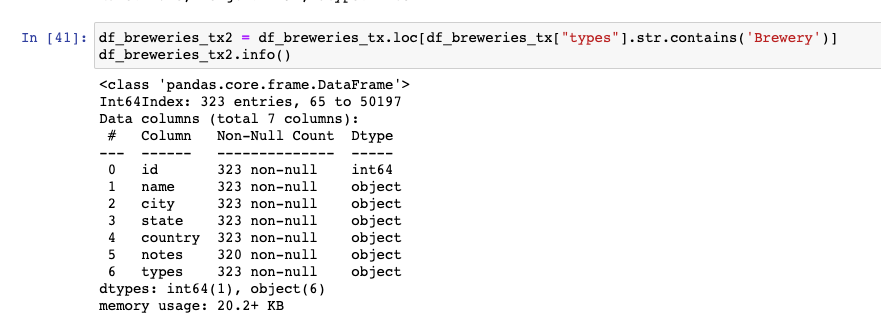 In [41]: df_breweries_tx2 = df_breweries_tx.loc[df_breweries_tx["types"].str.contains('Brewery')]
df_breweries_tx2.info()
<class 'pandas.core.frame.DataFrame'>
Int64Index: 323 entries, 65 to 50197
Data columns (total 7 columns):
 #   Column   Non-Null Count  Dtype
---  ------   --------------  -----
 0   id       323 non-null    int64
 1   name     323 non-null    object
 2   city     323 non-null    object
 3   state    323 non-null    object
 4   country  323 non-null    object
 5   notes    320 non-null    object
 6   types    323 non-null    object
dtypes: int64(1), object(6)
memory usage: 20.2+ KB